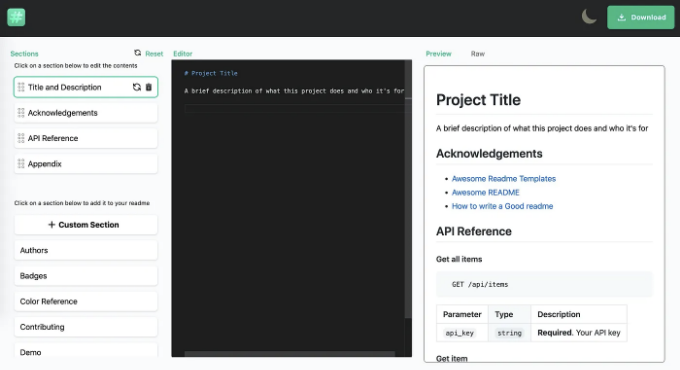 #
Download
Sections
Reset
Click on a section below to edit the contents
Title and Description
Acknowledgements
API Reference
Appendix
Click on a section below to add it to your readme
+ Custom Section
Authors
Badges
Color Reference
Contributing
Demo
Editor
# Project Title
A brief description of what this project does and who it's for
Preview Raw
Project Title
A brief description of what this project does and who it's for
Acknowledgements
• Awesome Readme Templates
• Awesome README
• How to write a Good readme
API Reference
Get all items
GET /api/items
Parameter Type Description
api_key string Required. Your API key
Get item